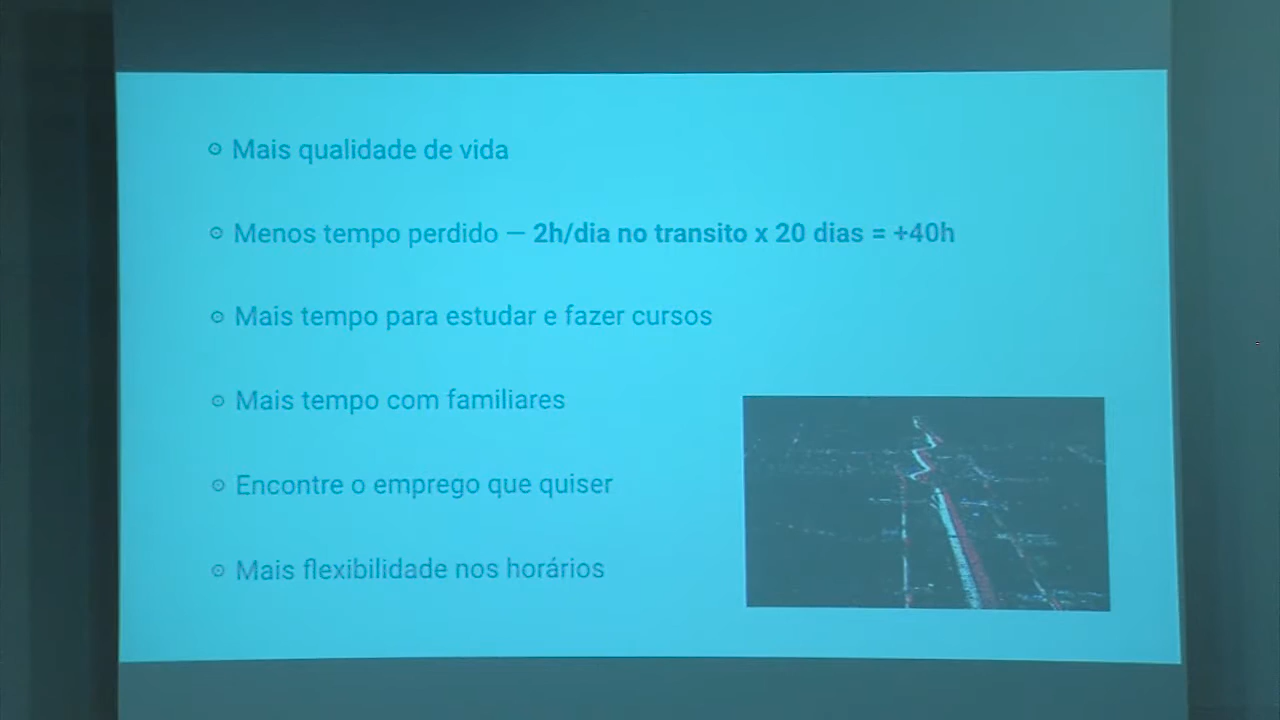 Mais qualidade de vida
Menos tempo perdido — 2h/dia no transito x 20 dias = +40h
Mais tempo para estudar e fazer cursos
Mais tempo com familiares
Encontre o emprego que quiser
Mais flexibilidade nos horários